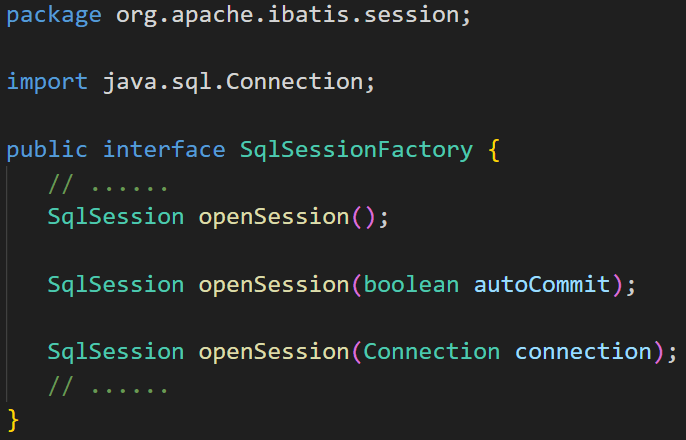 package org.apache.ibatis.session;
import java.sql.Connection;
public interface SqlSessionFactory {
// ......
SqlSession openSession();
SqlSession openSession(boolean autoCommit);
SqlSession openSession(Connection connection);
// ......
}